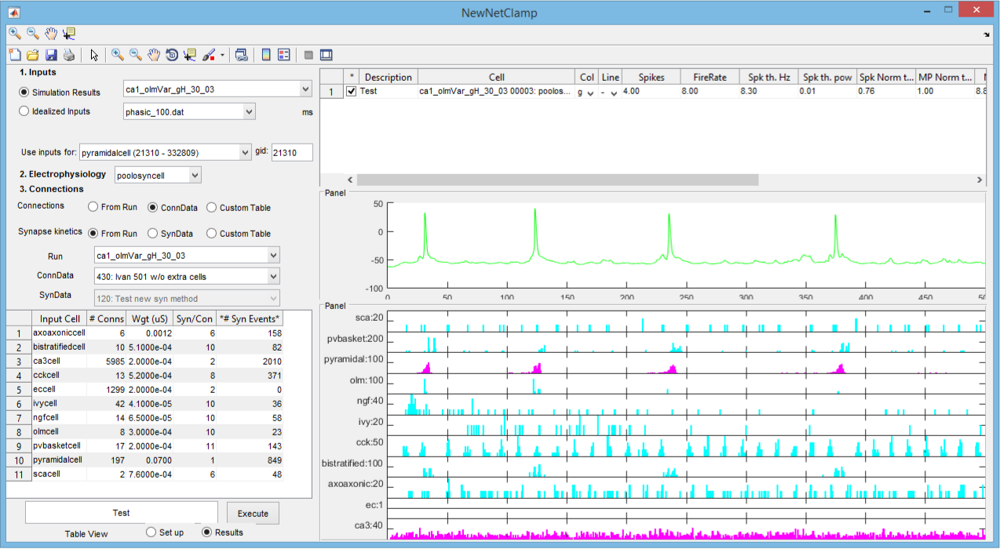 NewNetClamp
1. Inputs
Simulation Results
ca1_olmVar_gH_30_03
Idealized Inputs
phasic_100.dat
ms
Use inputs for:
pyramidalcell (21310 - 332809)
gid:
21310
2. Electrophysiology
poolosyncell
3. Connections
Connections
From Run
ConnData
Custom Table
Synapse kinetics
From Run
SynData
Custom Table
Run
ca1_olmVar_gH_30_03
ConnData
430: Ivan 501 w/o extra cells
SynData
120: Test new syn method
Input Cell # Conns Wgt (uS) Syn/Con *# Syn Events*
1 axoaxoniccell 6 0.0012 6 158
2 bistratifiedcell 10 5.1000e-04 10 82
3 ca3cell 5985 2.0000e-04 2 2010
4 cckcell 13 5.2000e-04 8 371
5 eccell 1299 2.0000e-04 2 0
6 ivycell 42 4.1000e-05 10 36
7 ngfcell 14 6.5000e-05 10 58
8 olmcell 8 3.0000e-04 10 23
9 pvbasketcell 17 2.0000e-04 11 143
10 pyramidalcell 197 0.0700 1 849
11 scacell 2 7.6000e-04 6 48
Test
Execute
Table View
Set up
Results
* Description Cell Col Line Spikes FireRate Spk th. Hz Spk th. pow Spk Norm t... MP Norm t...
1 Test ca1_olmVar_gH_30_03 00003: poolos... g - 4.00 8.00 8.30 0.01 0.76 1.00 8.8
Panel
50
0
-50
-100
0 50 100 150 200 250 300 350 400 450
Panel
sca:20
pvbasket:200
pyramidal:100
olm:100
ngf:40
ivy:20
cck:50
bistratified:100
axoaxonic:20
ec:1
ca3:40
0 50 100 150 200 250 300 350 400 450